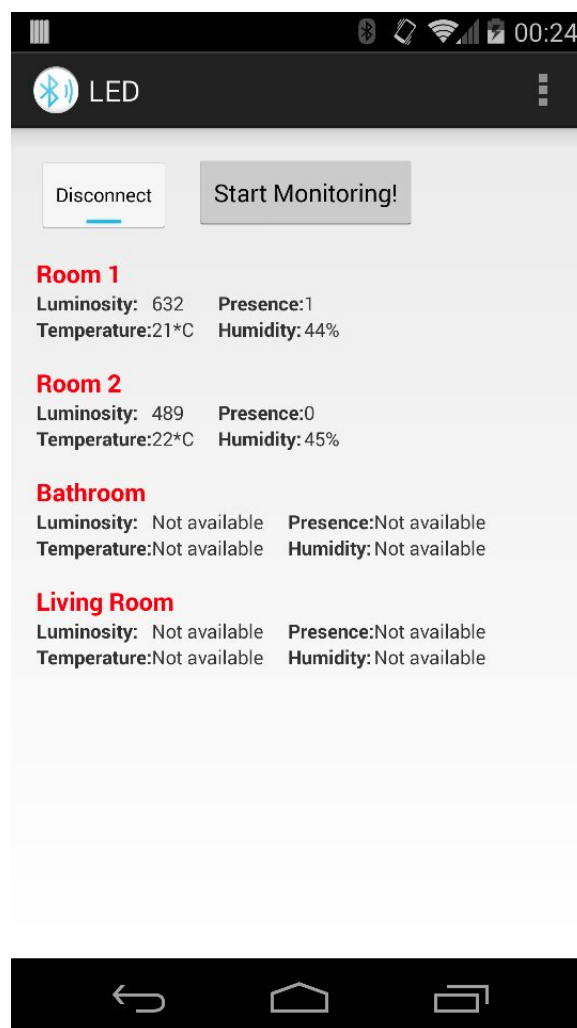 00:24
LED
Disconnect Start Monitoring!
Room 1
Luminosity: 632 Presence:1
Temperature:21*C Humidity: 44%
Room 2
Luminosity: 489 Presence:0
Temperature:22*C Humidity: 45%
Bathroom
Luminosity: Not available Presence:Not available
Temperature:Not available Humidity: Not available
Living Room
Luminosity: Not available Presence:Not available
Temperature:Not available Humidity: Not available